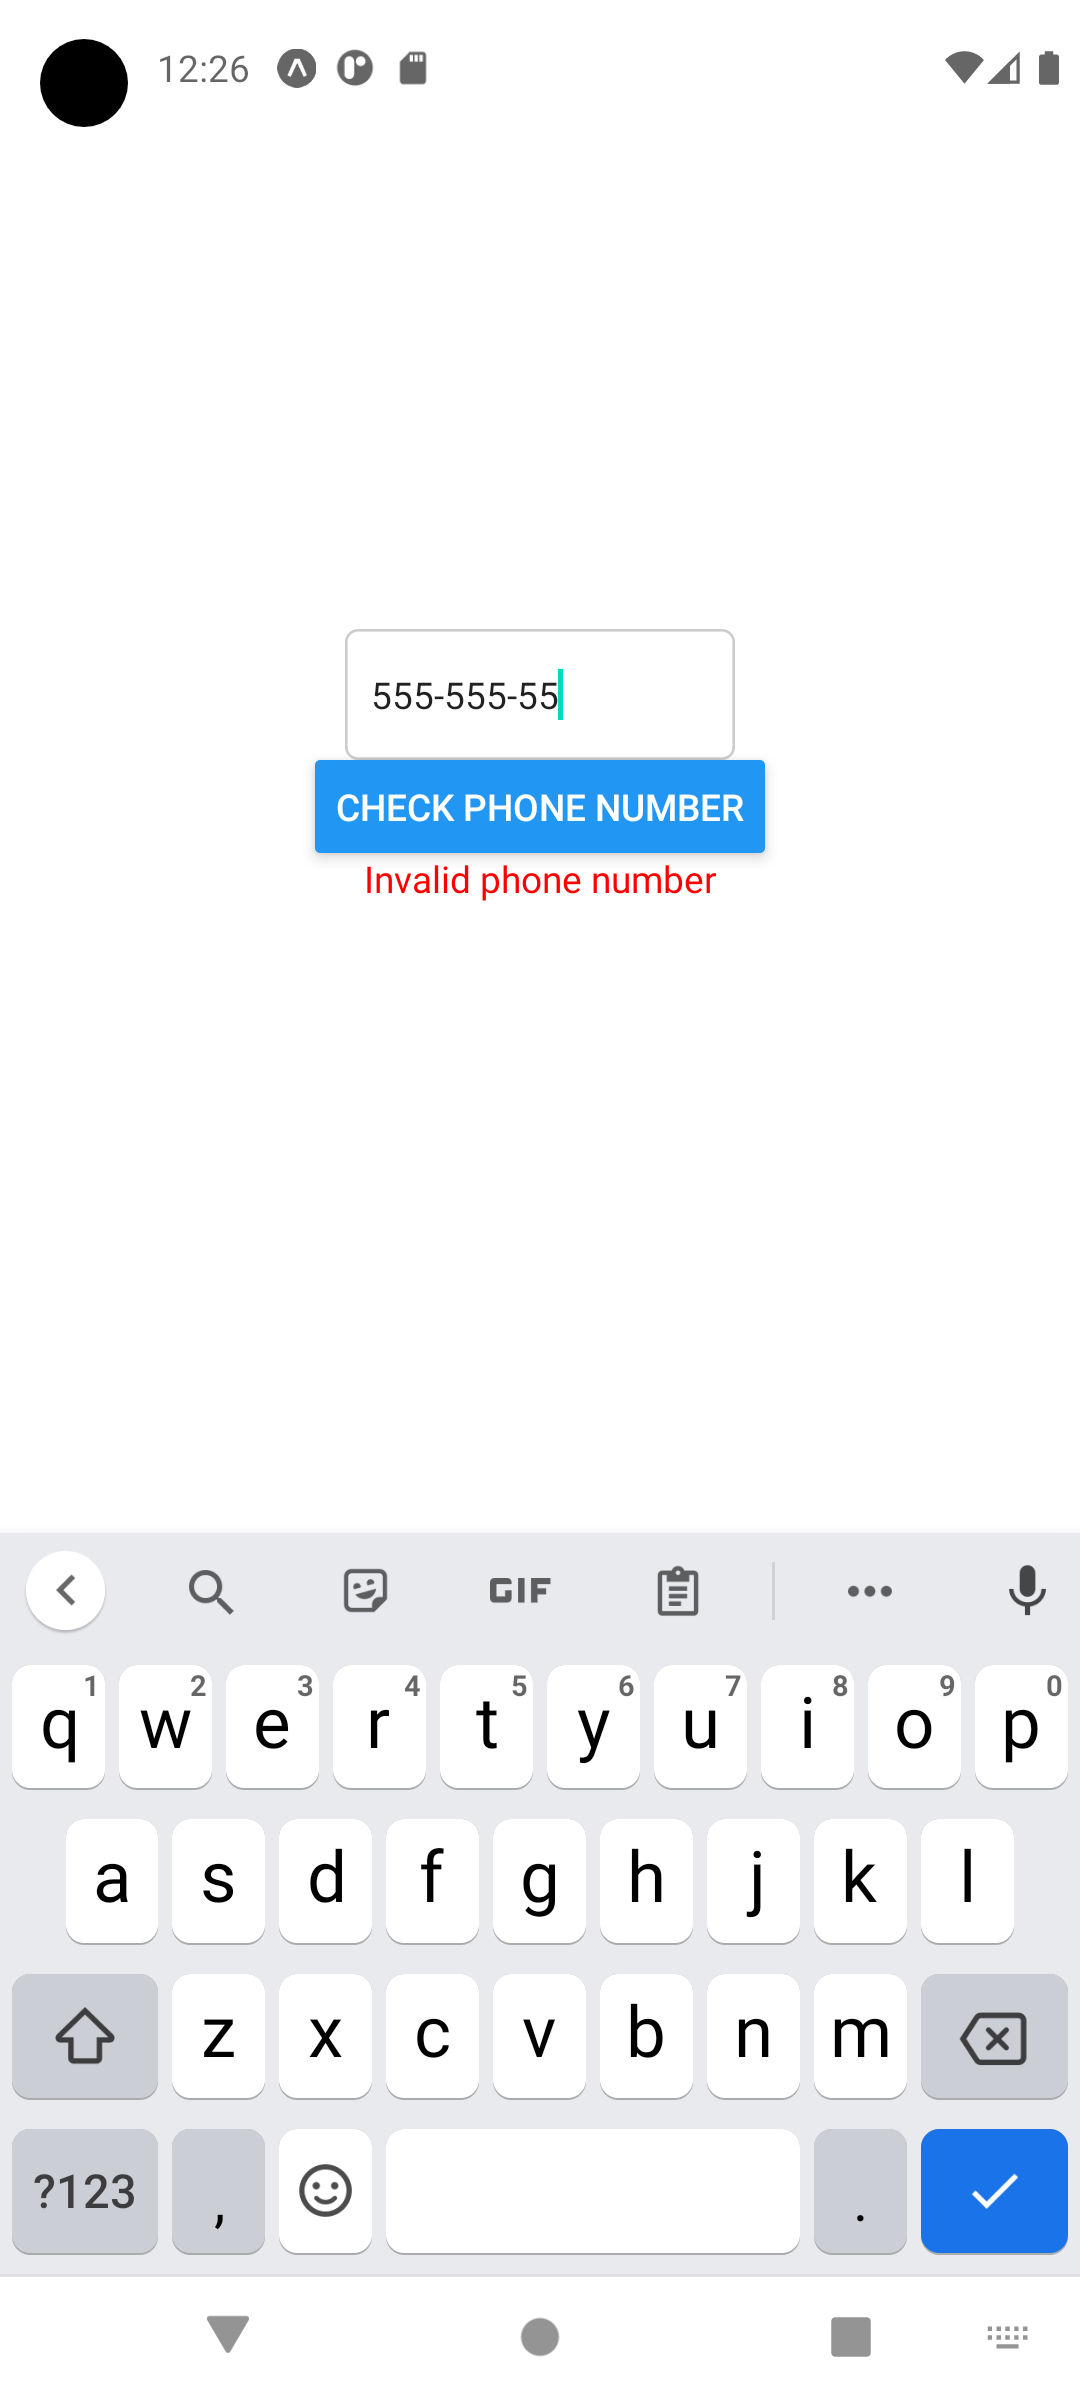 12:26
555-555-55
CHECK PHONE NUMBER
Invalid phone number
GIF
1 2 3 4 5 6 7 8 9 0
q w e r t y u i o p
a s d f g h j k l
z x c v b n m
?123 , .